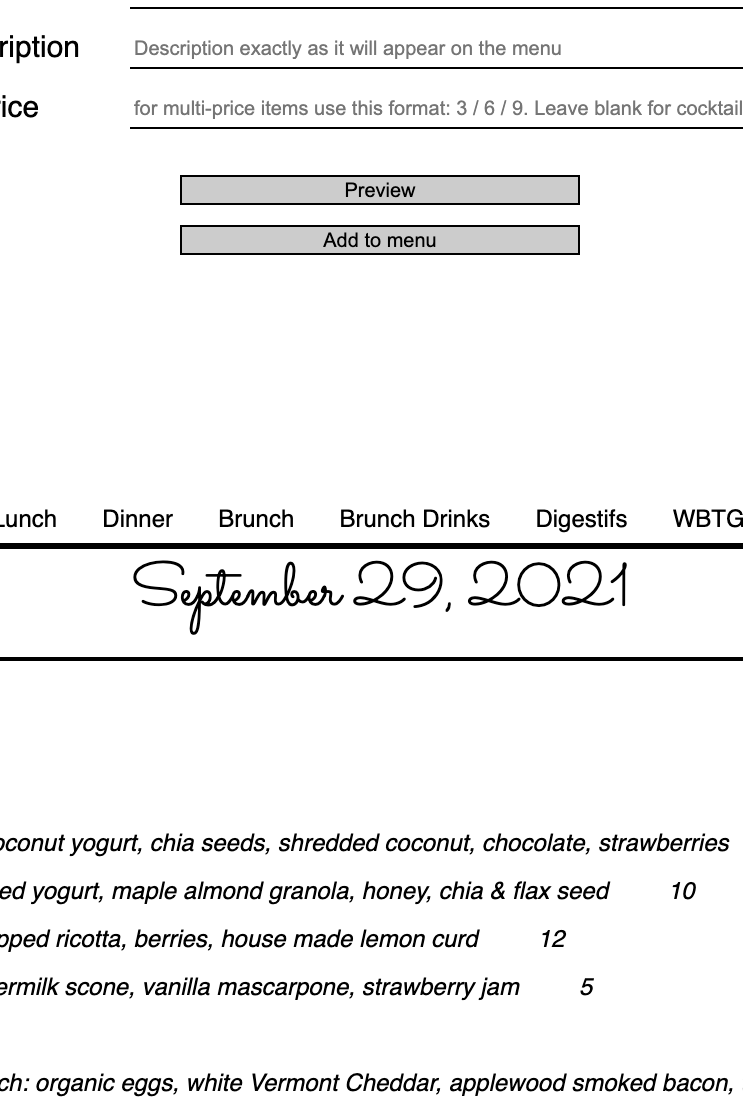 ription
Description exactly as it will appear on the menu
ice
for multi-price items use this format: 3 / 6 / 9. Leave blank for cocktail
Preview
Add to menu
Lunch Dinner Brunch Brunch Drinks Digestifs WBTG
September 29, 2021
oconut yogurt, chia seeds, shredded coconut, chocolate, strawberries
ed yogurt, maple almond granola, honey, chia & flax seed 10
pped ricotta, berries, house made lemon curd 12
ermilk scone, vanilla mascarpone, strawberry jam 5
ch: organic eggs, white Vermont Cheddar, applewood smoked bacon,